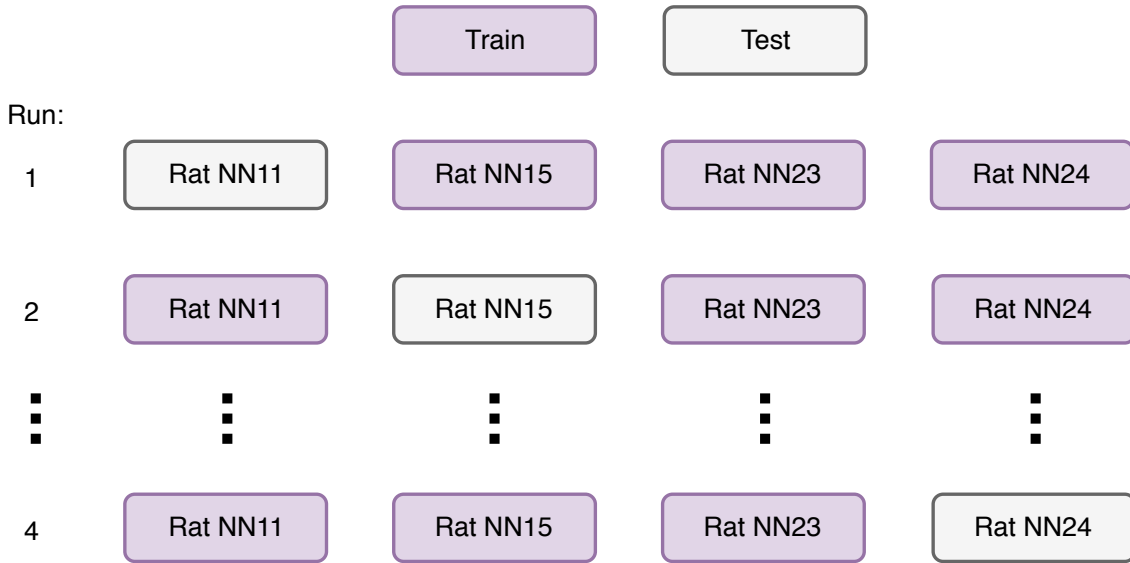 Train Test
Run:
1 Rat NN11 Rat NN15 Rat NN23 Rat NN24
2 Rat NN11 Rat NN15 Rat NN23 Rat NN24
4 Rat NN11 Rat NN15 Rat NN23 Rat NN24